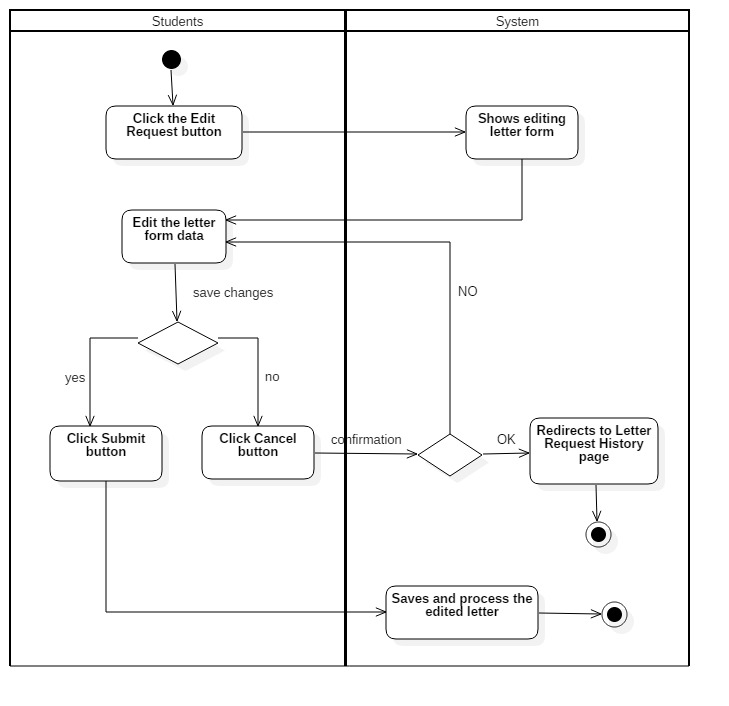 Students
System
Click the Edit
Request button
Shows editing
letter form
Edit the letter
form data
save changes
NO
yes
no
Click Submit
button
Click Cancel
button
confirmation
OK
Redirects to Letter
Request History
page
Saves and process the
edited letter